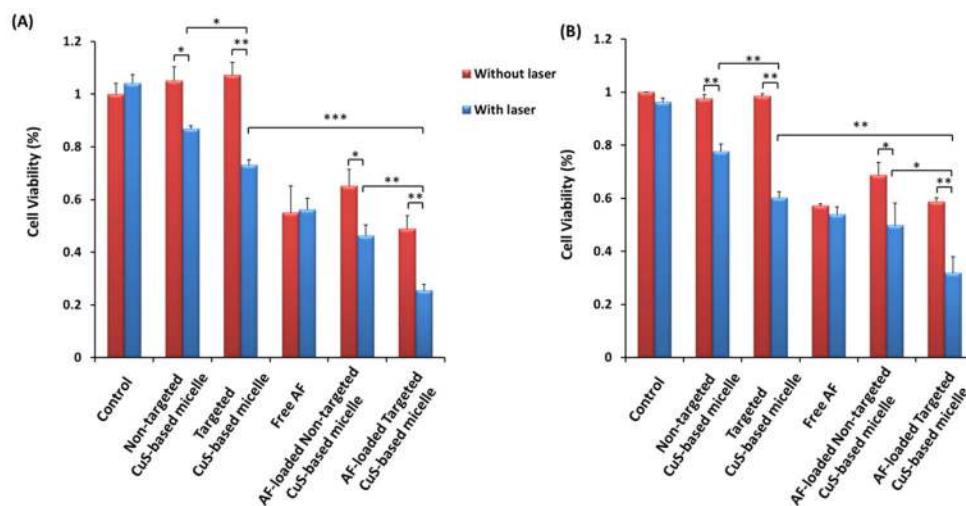 (A)
Cell Viability (%)
1.2
1
0.8
0.6
0.4
0.2
0
*
*
**
***
*
**
**
Control
Non-targeted
CuS-based micelle
Targeted
CuS-based micelle
Free AF
AF-loaded Non-targeted
CuS-based micelle
AF-loaded Targeted
CuS-based micelle
Without laser
With laser
(B)
Cell Viability (%)
1.2
1
0.8
0.6
0.4
0.2
0
**
**
**
**
*
*
**
Control
Non-targeted
CuS-based micelle
Targeted
CuS-based micelle
Free AF
AF-loaded Non-targeted
CuS-based micelle
AF-loaded Targeted
CuS-based micelle